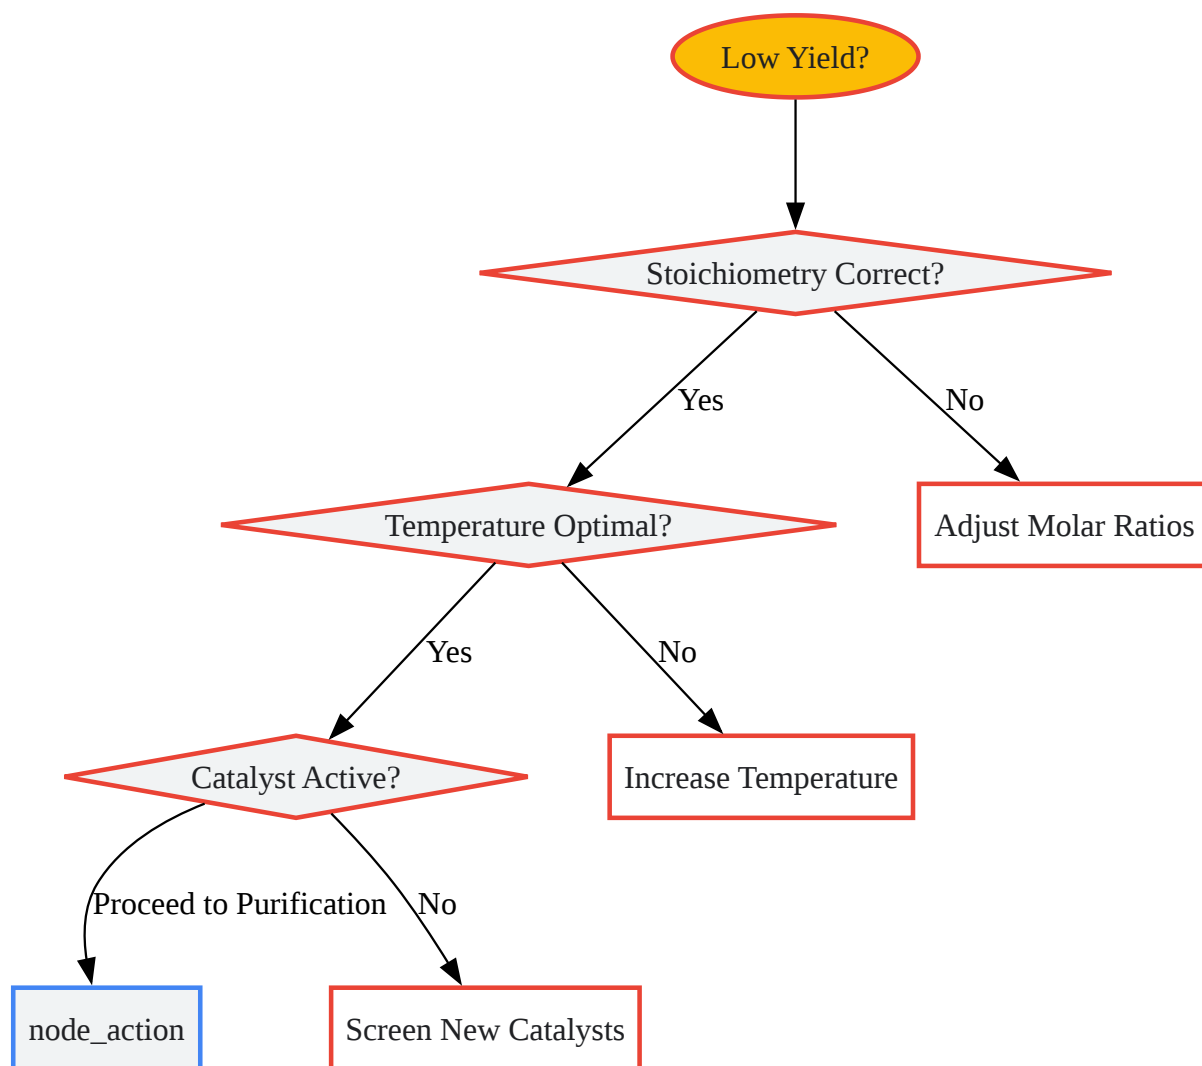 Low Yield?
Stoichiometry Correct?
Yes
No
Temperature Optimal?
Adjust Molar Ratios
Yes
No
Catalyst Active?
Increase Temperature
Proceed to Purification
No
node_action
Screen New Catalysts